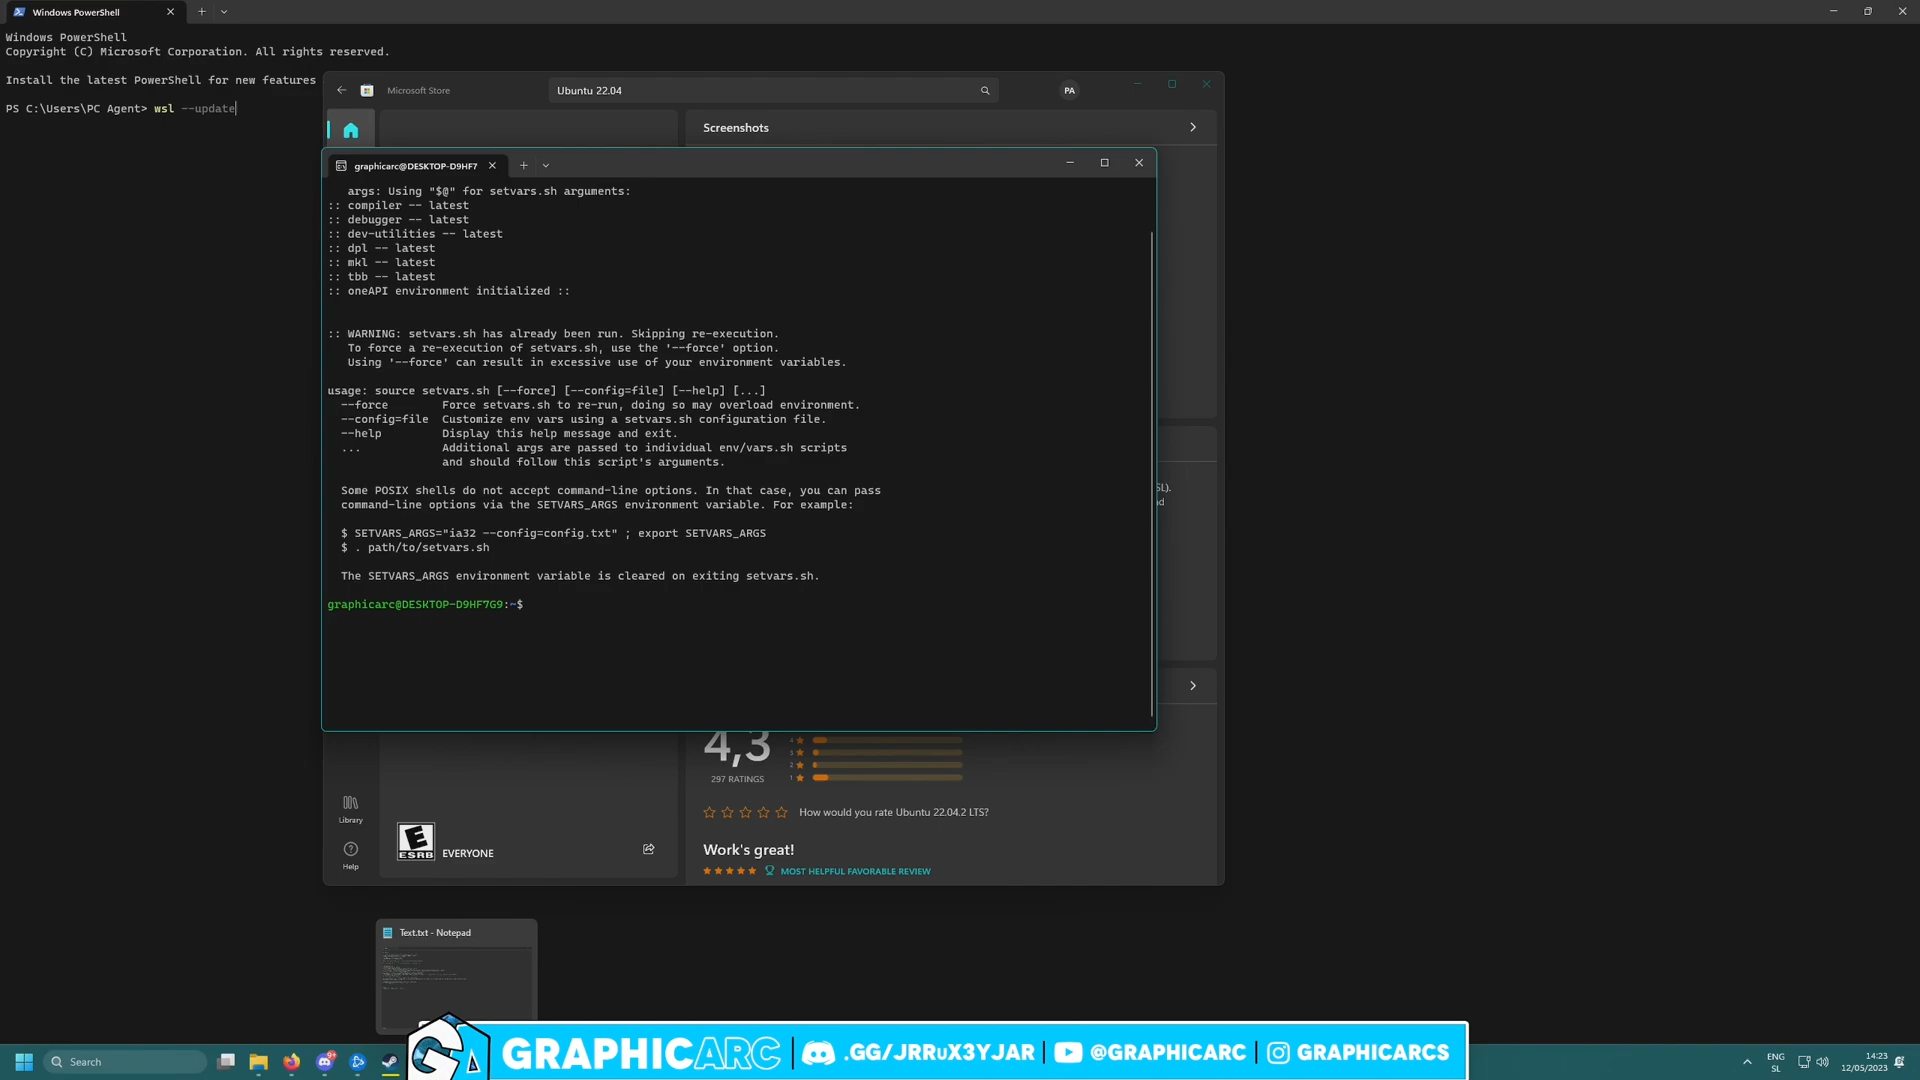 Windows PowerShell
Windows PowerShell
Copyright (C) Microsoft Corporation. All rights reserved.
Install the latest PowerShell for new features
PS C:\Users\PC Agent> wsl --update
Microsoft Store
Ubuntu 22.04
PA
Screenshots
graphicarc@DESKTOP-D9HF7
args: Using "$@" for setvars.sh arguments:
:: compiler -- latest
:: debugger -- latest
:: dev-utilities -- latest
:: dpl -- latest
:: mkl -- latest
:: tbb -- latest
:: oneAPI environment initialized ::
:: WARNING: setvars.sh has already been run. Skipping re-execution.
To force a re-execution of setvars.sh, use the '--force' option.
Using '--force' can result in excessive use of your environment variables.
usage: source setvars.sh [--force] [--config=file] [--help] [...]
--force Force setvars.sh to re-run, doing so may overload environment.
--config=file Customize env vars using a setvars.sh configuration file.
--help Display this help message and exit.
... Additional args are passed to individual env/vars.sh scripts
and should follow this script's arguments.
Some POSIX shells do not accept command-line options. In that case, you can pass
command-line options via the SETVARS_ARGS environment variable. For example:
$ SETVARS_ARGS="ia32 --config=config.txt" ; export SETVARS_ARGS
$ . path/to/setvars.sh
The SETVARS_ARGS environment variable is cleared on exiting setvars.sh.
graphicarc@DESKTOP-D9HF7G9:~$
SL).
d
4,3
297 RATINGS
4
3
2
1
How would you rate Ubuntu 22.04.2 LTS?
Work's great!
MOST HELPFUL FAVORABLE REVIEW
Library
Help
E
ESRB
EVERYONE
Text.txt - Notepad
Search
GRAPHICARC
.GG/JRRuX3YJAR
@GRAPHICARC
GRAPHICARCS
ENG
SL
14:23
12/05/2023